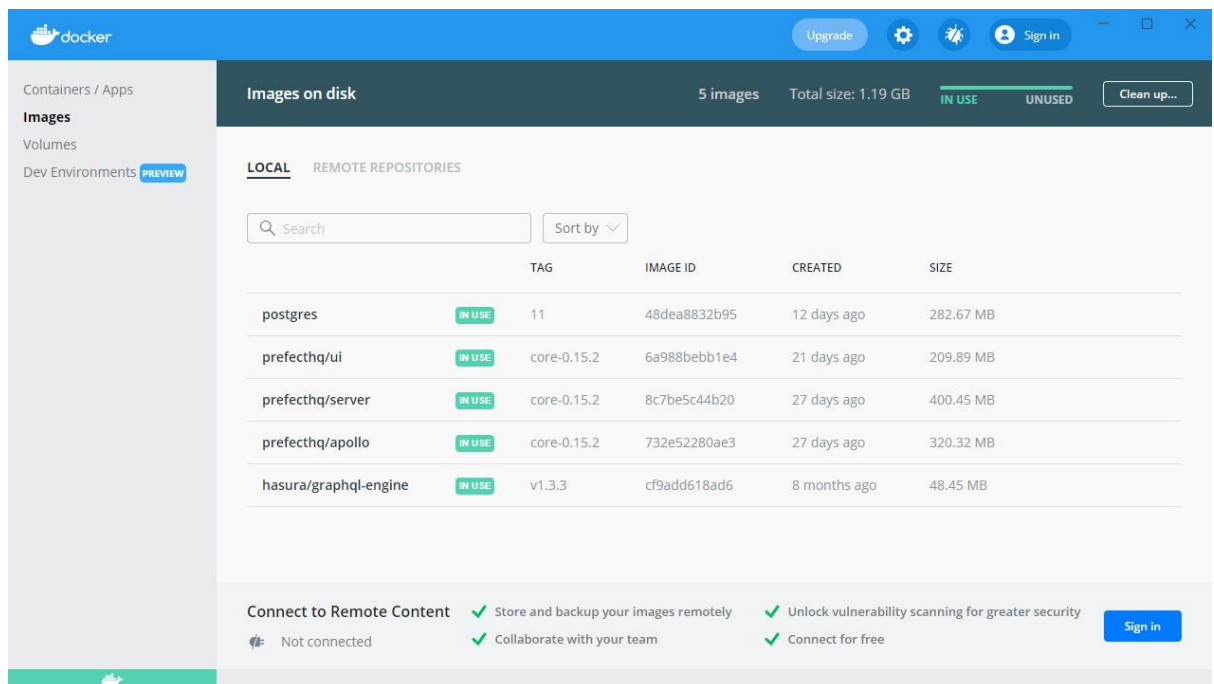 docker
Upgrade
Sign in
Containers / Apps
Images
Volumes
Dev Environments PREVIEW
Images on disk
5 images
Total size: 1.19 GB
IN USE
UNUSED
Clean up...
LOCAL
REMOTE REPOSITORIES
Search
Sort by
TAG IMAGE ID CREATED SIZE
postgres IN USE 11 48dea8832b95 12 days ago 282.67 MB
prefecthq/ui IN USE core-0.15.2 6a988bebb1e4 21 days ago 209.89 MB
prefecthq/server IN USE core-0.15.2 8c7be5c44b20 27 days ago 400.45 MB
prefecthq/apollo IN USE core-0.15.2 732e52280ae3 27 days ago 320.32 MB
hasura/graphql-engine IN USE v1.3.3 cf9add618ad6 8 months ago 48.45 MB
Connect to Remote Content
Not connected
Store and backup your images remotely
Collaborate with your team
Unlock vulnerability scanning for greater security
Connect for free
Sign in